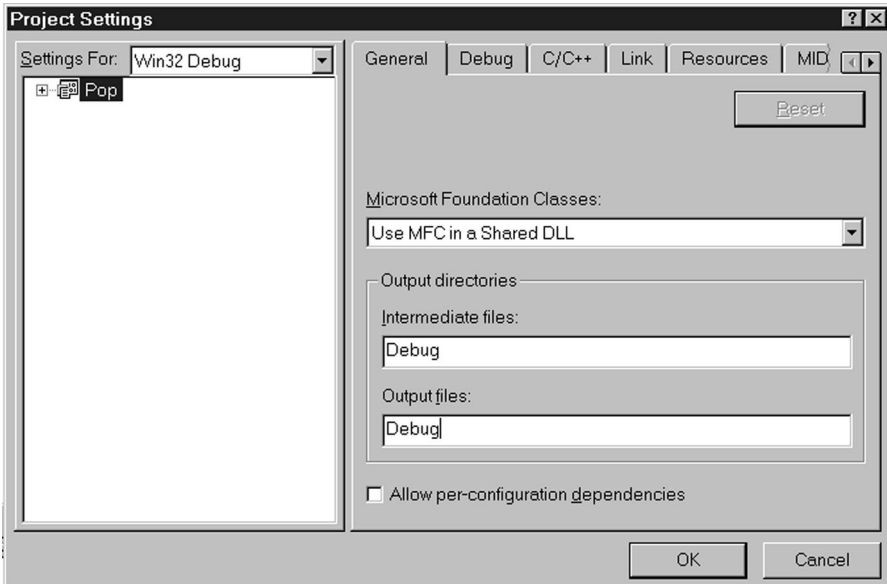 Project Settings
Settings For: Win32 Debug
Pop
General Debug C/C++ Link Resources MID
Reset
Microsoft Foundation Classes:
Use MFC in a Shared DLL
Output directories
Intermediate files:
Debug
Output files:
Debug
Allow per-configuration dependencies
OK Cancel